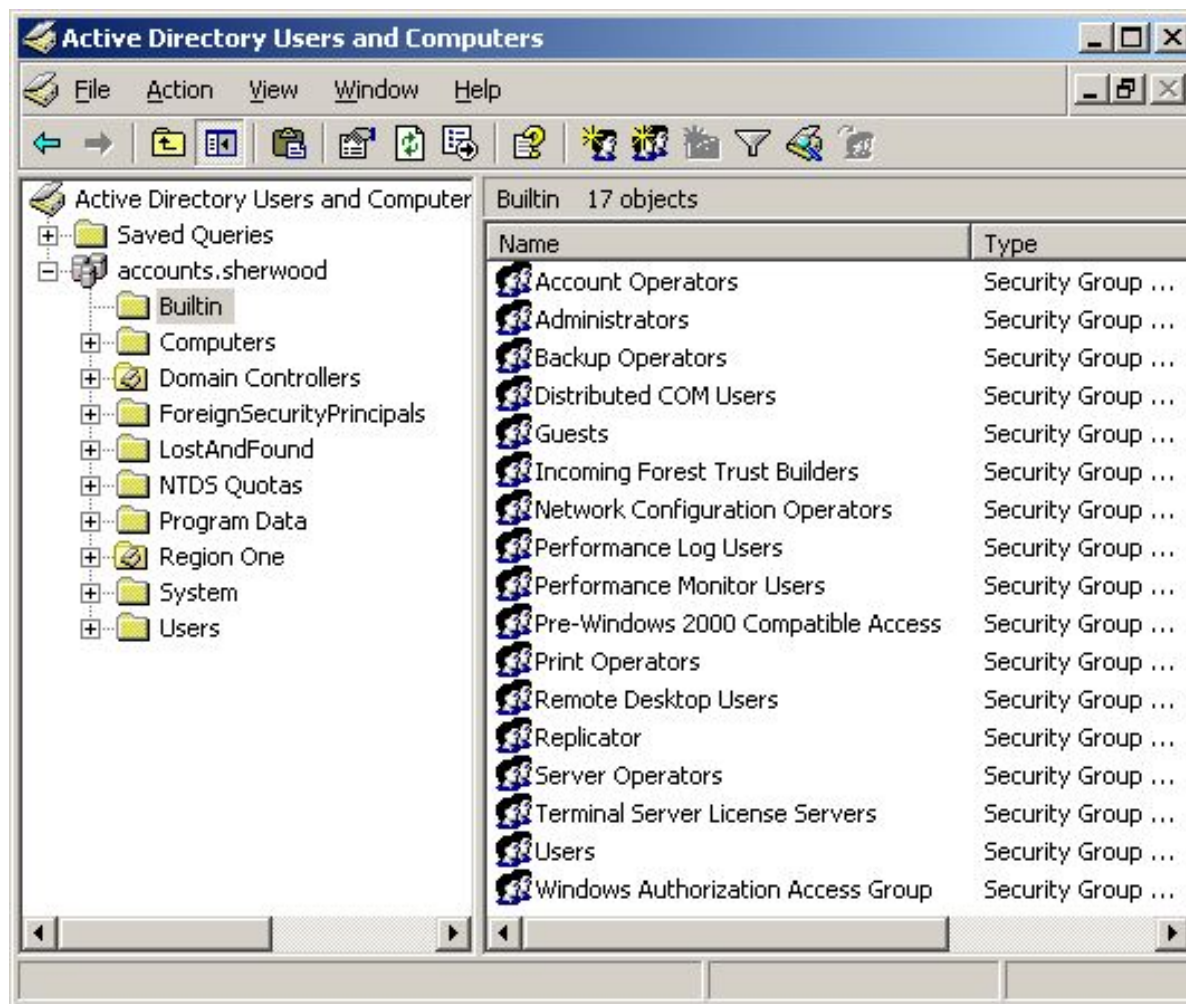 Active Directory Users and Computers
File Action View Window Help
Active Directory Users and Computer
Saved Queries
accounts.sherwood
Builtin
Computers
Domain Controllers
ForeignSecurityPrincipals
LostAndFound
NTDS Quotas
Program Data
Region One
System
Users
Builtin 17 objects
Name Type
Account Operators Security Group ...
Administrators Security Group ...
Backup Operators Security Group ...
Distributed COM Users Security Group ...
Guests Security Group ...
Incoming Forest Trust Builders Security Group ...
Network Configuration Operators Security Group ...
Performance Log Users Security Group ...
Performance Monitor Users Security Group ...
Pre-Windows 2000 Compatible Access Security Group ...
Print Operators Security Group ...
Remote Desktop Users Security Group ...
Replicator Security Group ...
Server Operators Security Group ...
Terminal Server License Servers Security Group ...
Users Security Group ...
Windows Authorization Access Group Security Group ...